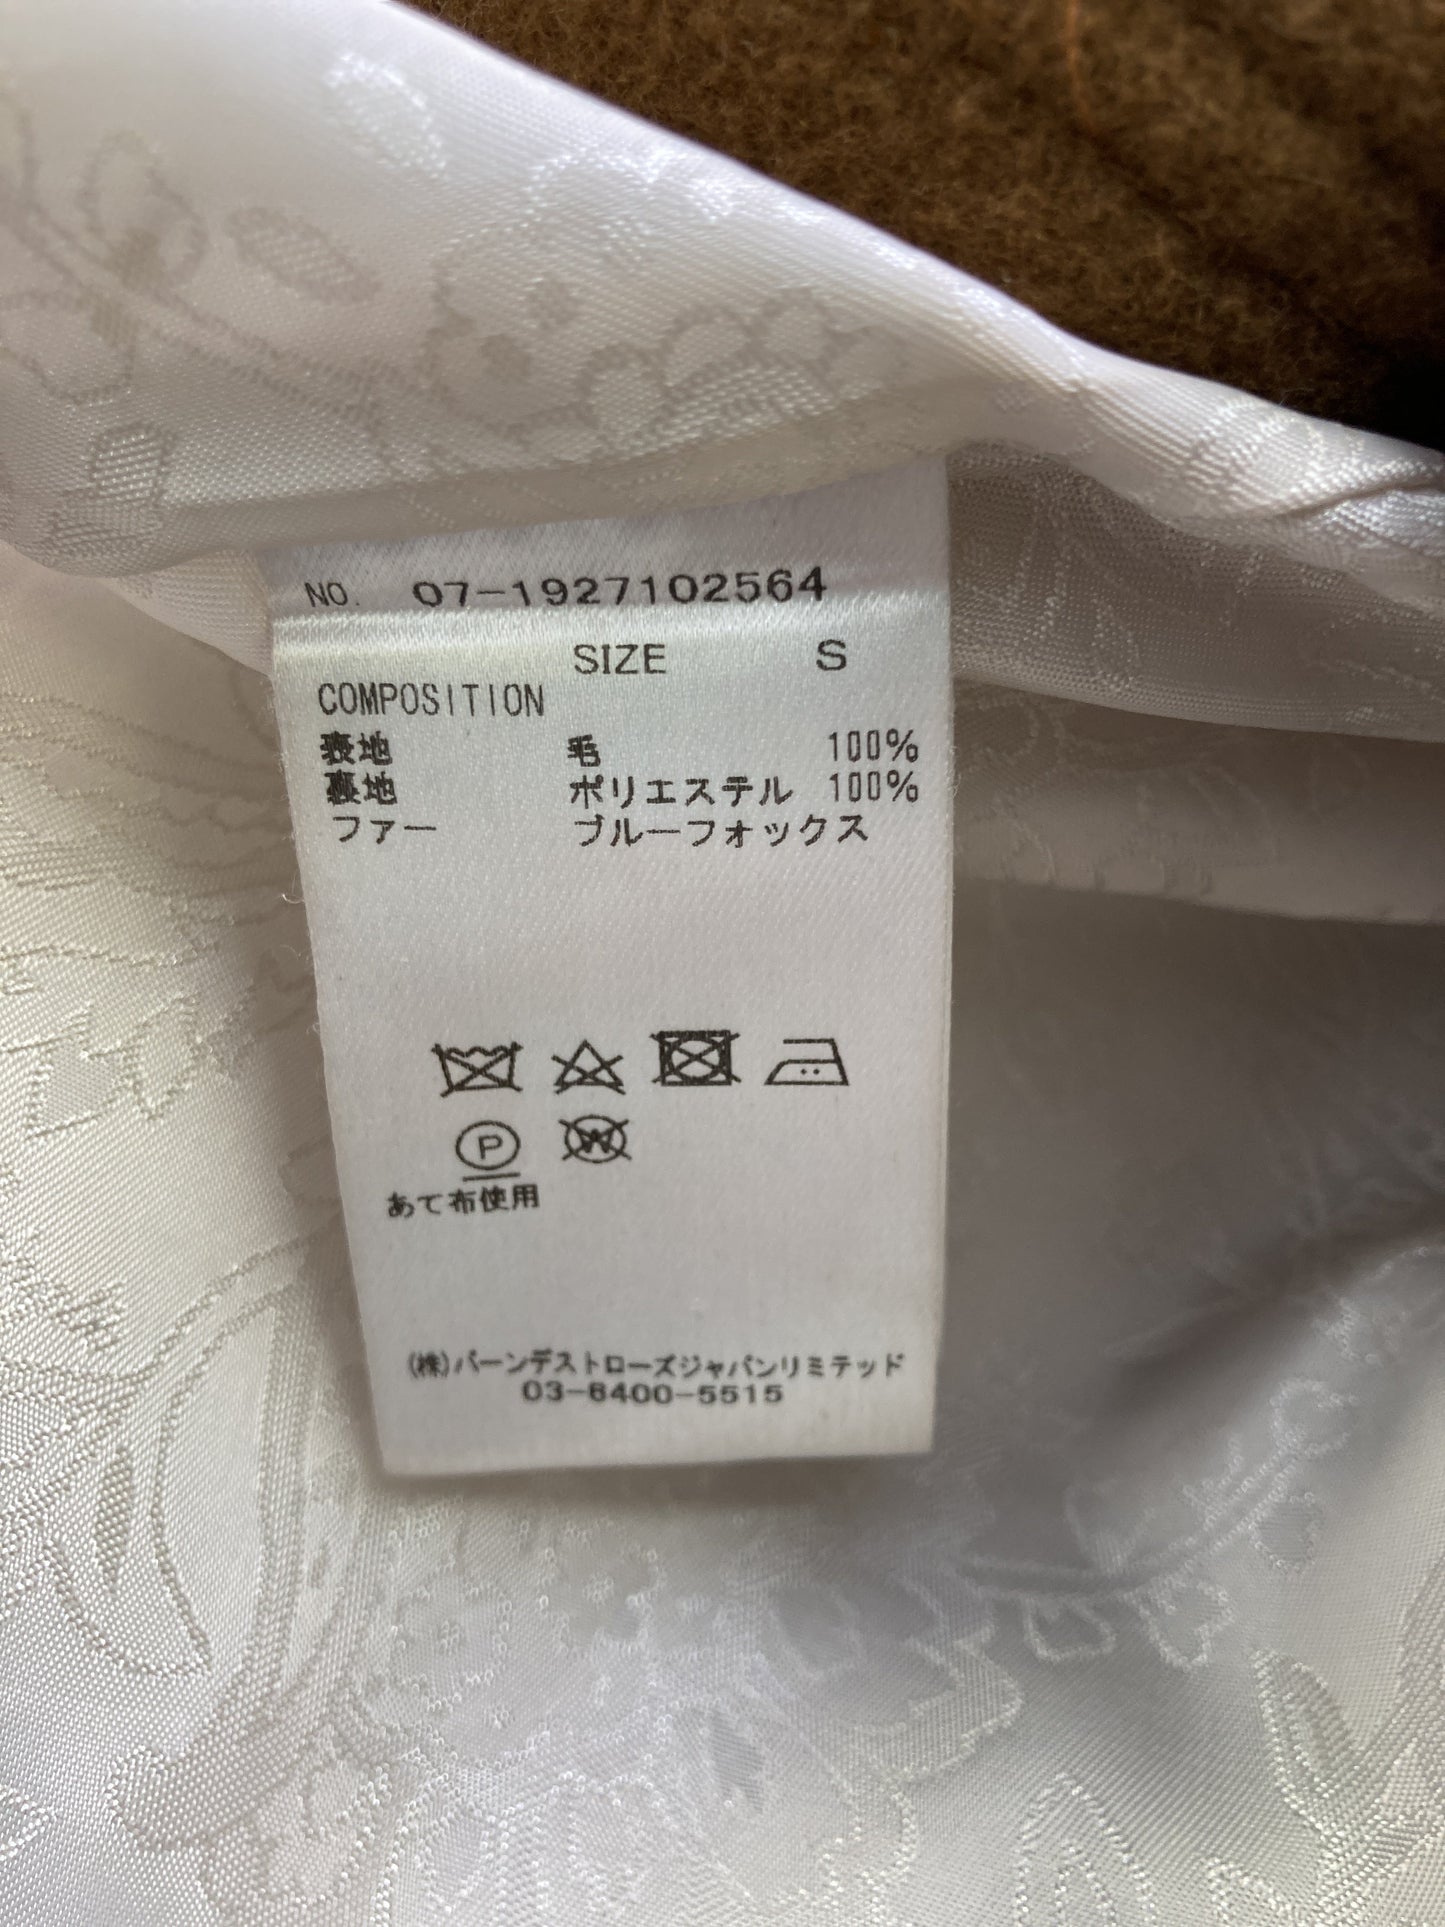 NO. 07-1927102564
SIZE S
COMPOSITION
表地 毛 100%
裏地 ポリエステル 100%
ファー ブルーフォックス
P W
あて布使用
(株)バーンデストローズジャパンリミテッド
03-6400-5515